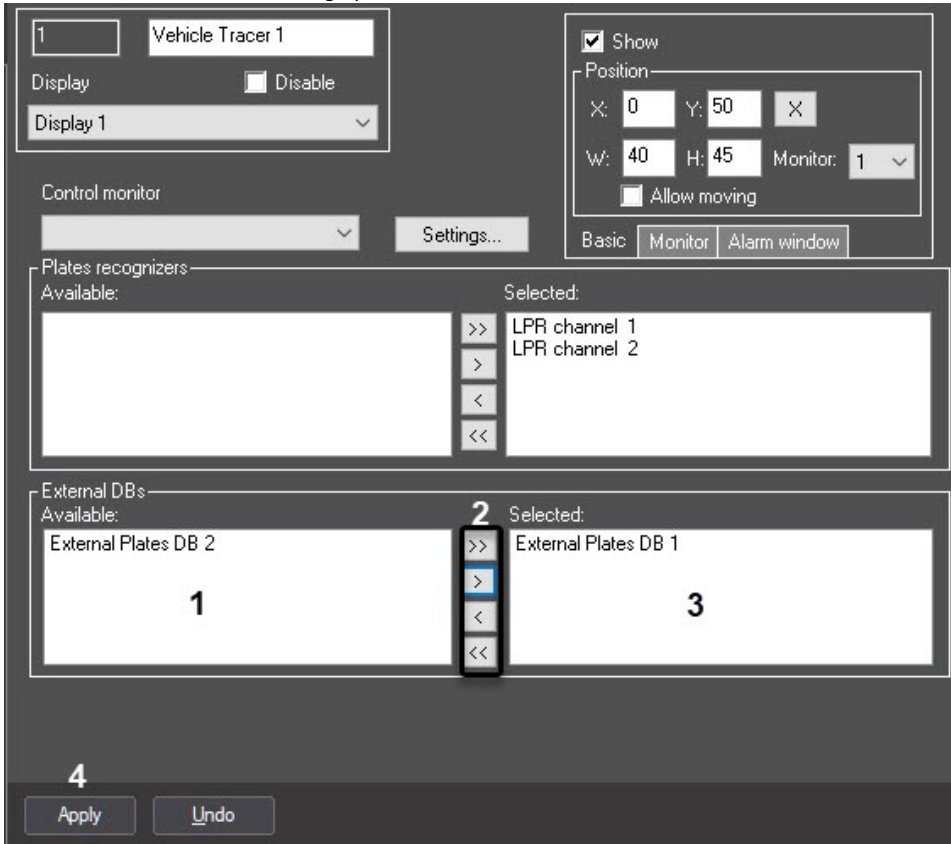 1 Vehicle Tracer 1
Display Disable
Display 1
Show
Position
X: 0 Y: 50 X
W: 40 H: 45 Monitor: 1
Allow moving
Basic Monitor Alarm window
Control monitor
Settings...
Plates recognizers
Available: Selected:
>> LPR channel 1
LPR channel 2
>
<
<<
External DBs
Available: 2 Selected:
External Plates DB 2 >> External Plates DB 1
>
1 3
<
<<
4
Apply Undo